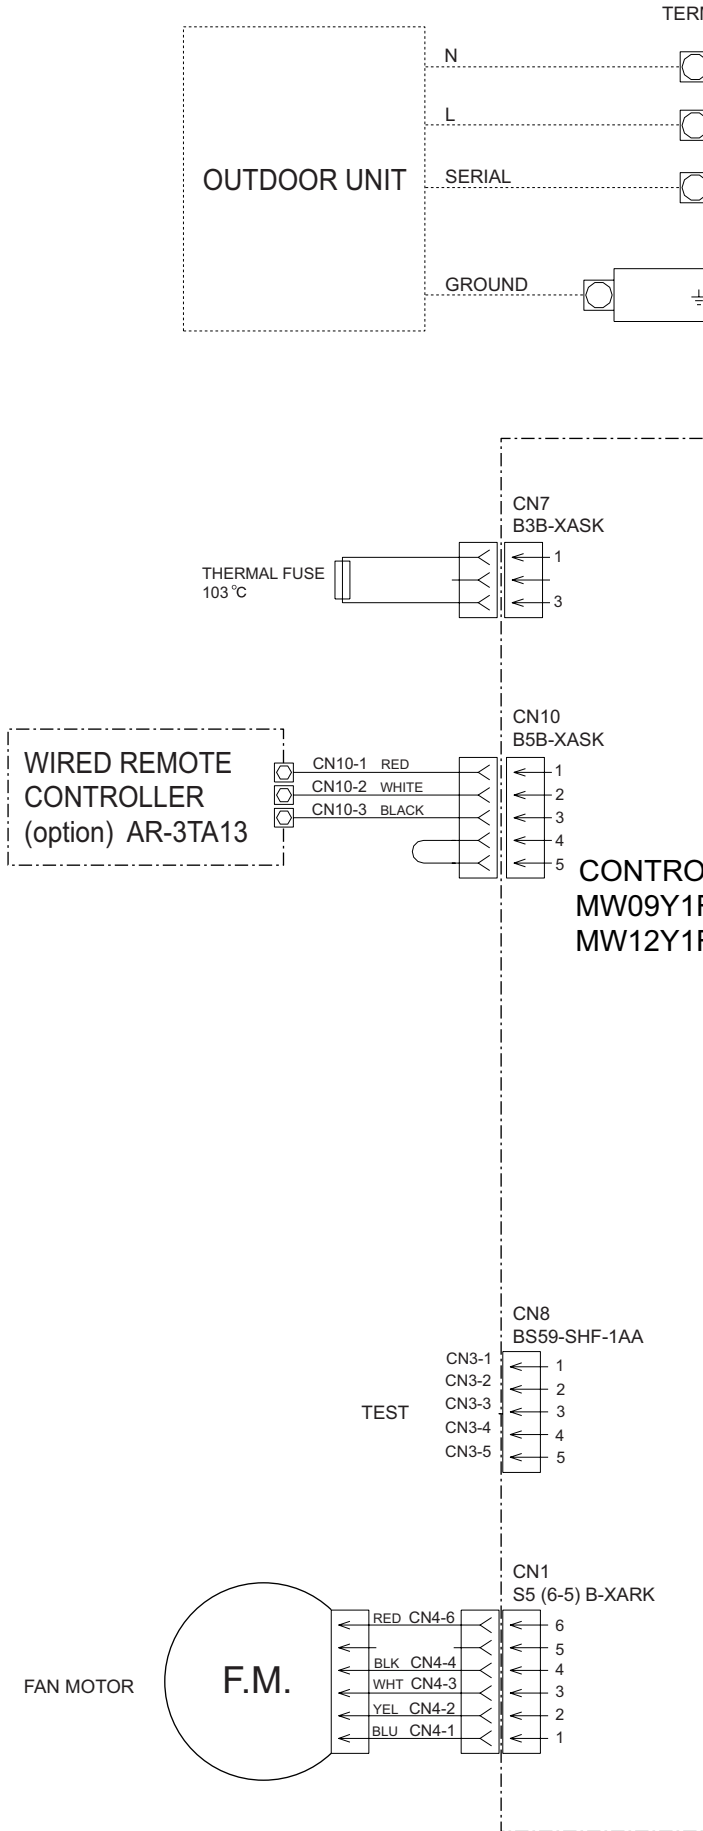 N
L
OUTDOOR UNIT
SERIAL
GROUND
CN7
B3B-XASK
1
THERMAL FUSE
103 °C
3
CN10
B5B-XASK
WIRED REMOTE
CONTROLLER
(option) AR-3TA13
CN10-1 RED
CN10-2 WHITE
CN10-3 BLACK
1
2
3
4
5
CN8
BS59-SHF-1AA
TEST
CN3-1
CN3-2
CN3-3
CN3-4
CN3-5
1
2
3
4
5
CN1
S5 (6-5) B-XARK
FAN MOTOR
F.M.
RED CN4-6
BLK CN4-4
WHT CN4-3
YEL CN4-2
BLU CN4-1
6
5
4
3
2
1